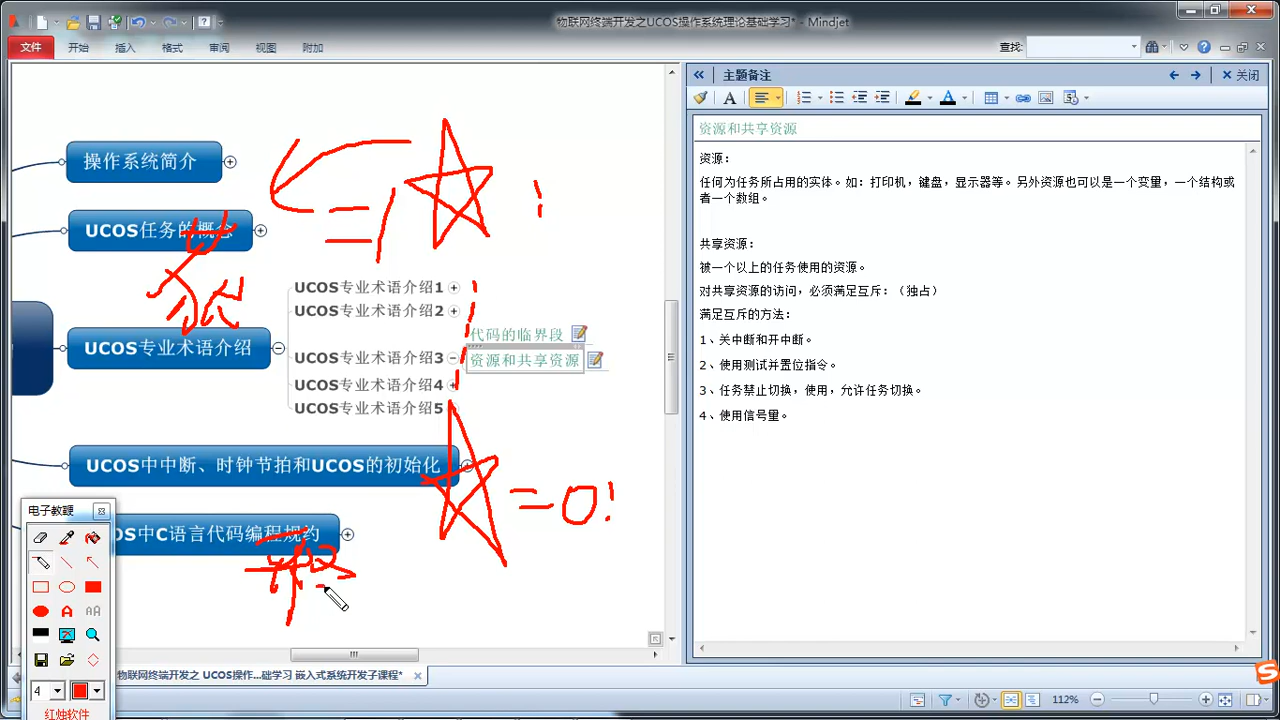 物联网终端开发之UCOS操作系统理论基础学习* - Mindjet
文件 开始 插入 格式 审阅 视图 附加 查找:
主题备注 关闭
资源和共享资源
资源:
任何为任务所占用的实体。如: 打印机, 键盘, 显示器等。另外资源也可以是一个变量, 一个结构或
者一个数组。
共享资源:
被一个以上的任务使用的资源。
对共享资源的访问, 必须满足互斥: (独占)
满足互斥的方法:
1、关中断和开中断。
2、使用测试并置位指令。
3、任务禁止切换, 使用, 允许任务切换。
4、使用信号量。
操作系统简介
UCOS任务的概念
UCOS专业术语介绍
UCOS专业术语介绍1
UCOS专业术语介绍2
UCOS专业术语介绍3
代码的临界段
资源和共享资源
UCOS专业术语介绍4
UCOS专业术语介绍5
UCOS中中断、时钟节拍和UCOS的初始化
OS中C语言代码编程规约
=1
=0!
电子教鞭
4
红烛软件
物联网终端开发之 UCOS操作...础学习 嵌入式系统开发子课程*
112%